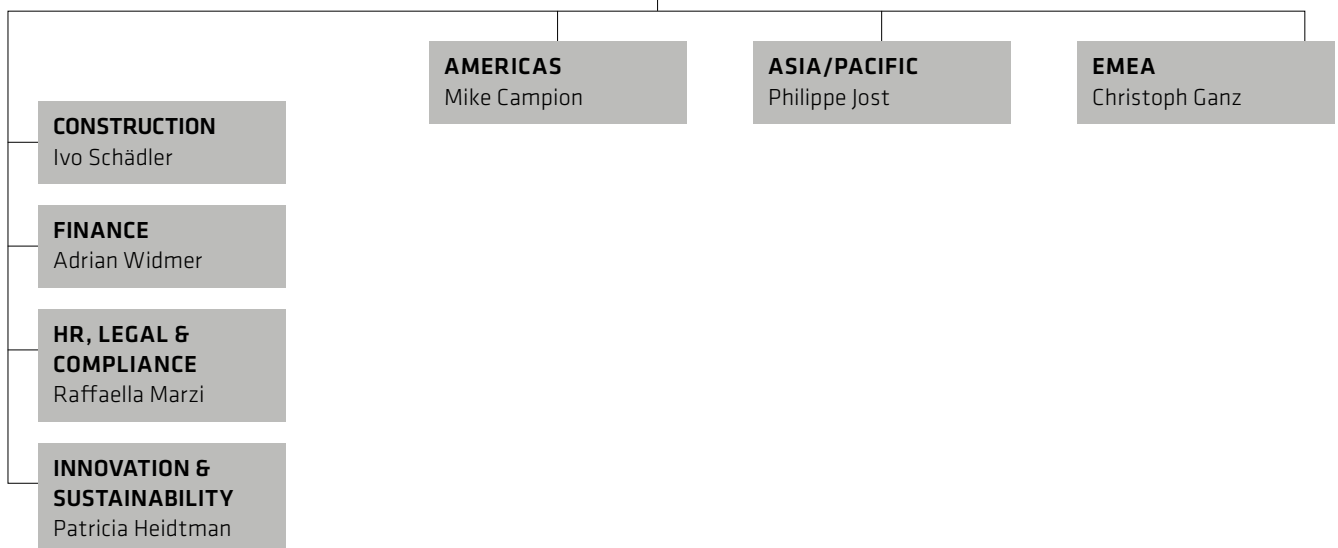 AMERICAS
Mike Campion
ASIA/PACIFIC
Philippe Jost
EMEA
Christoph Ganz
CONSTRUCTION
Ivo Schädler
FINANCE
Adrian Widmer
HR, LEGAL &
COMPLIANCE
Raffaella Marzi
INNOVATION &
SUSTAINABILITY
Patricia Heidtman